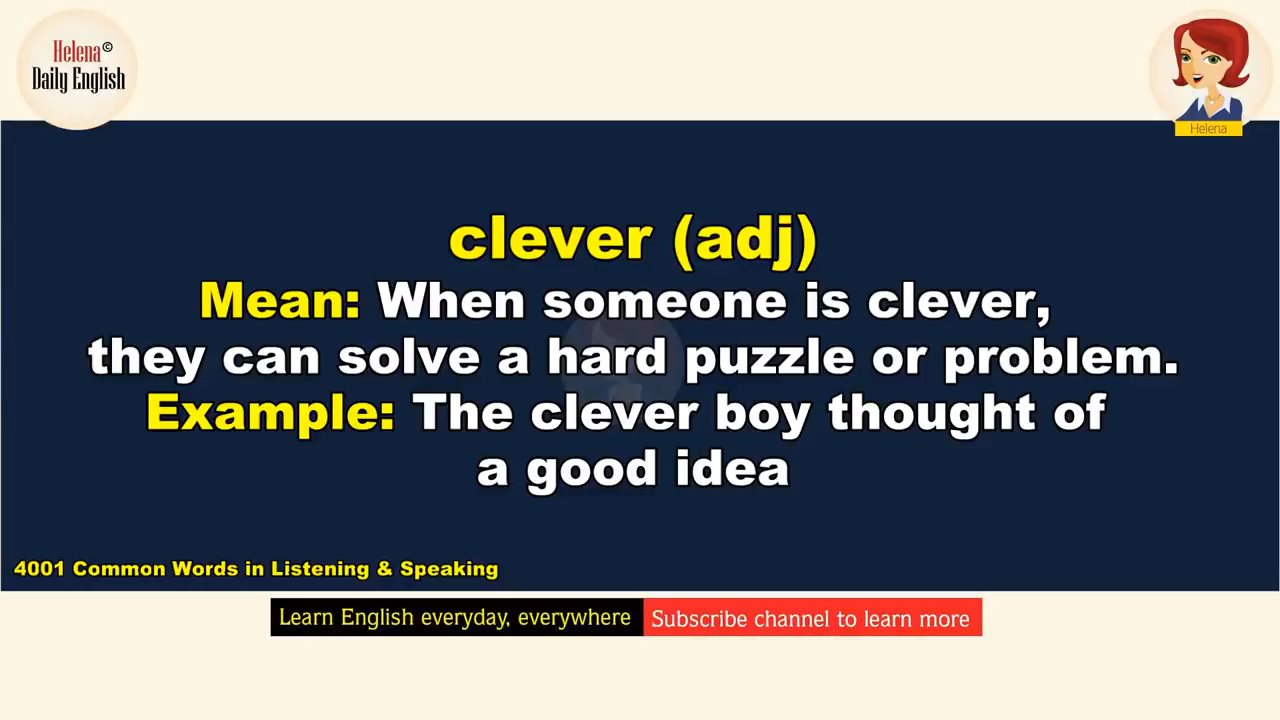 Helena©
Daily English
Helena
clever (adj)
Mean: When someone is clever,
they can solve a hard puzzle or problem.
Example: The clever boy thought of
a good idea
4001 Common Words in Listening & Speaking
Learn English everyday, everywhere
Subscribe channel to learn more